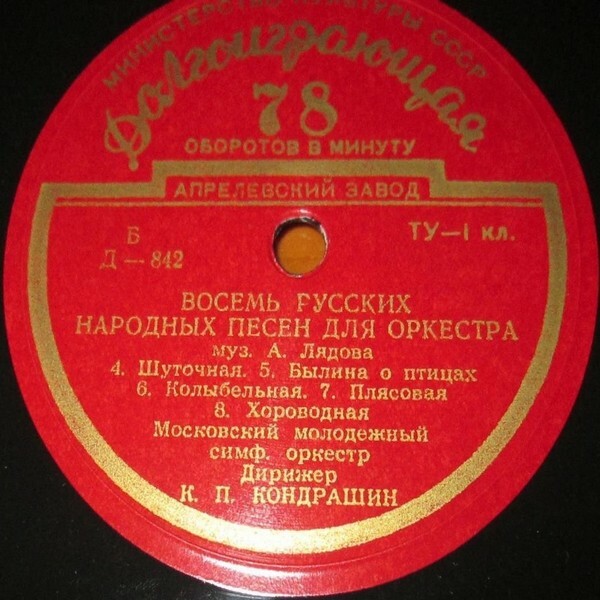 МИНИСТЕРСТВО КУЛЬТУРЫ СССР
Долгоиграющая
78
ОБОРОТОВ В МИНУТУ
АПРЕЛЕВСКИЙ ЗАВОД
Б
Д — 842
ТУ—I кл.
ВОСЕМЬ РУССКИХ
НАРОДНЫХ ПЕСЕН ДЛЯ ОРКЕСТРА
муз. А. Лядова
4. Шуточная. 5. Былина о птицах
6. Колыбельная. 7. Плясовая
8. Хороводная
Московский молодежный
симф. оркестр
Дирижер
К. П. КОНДРАШИН